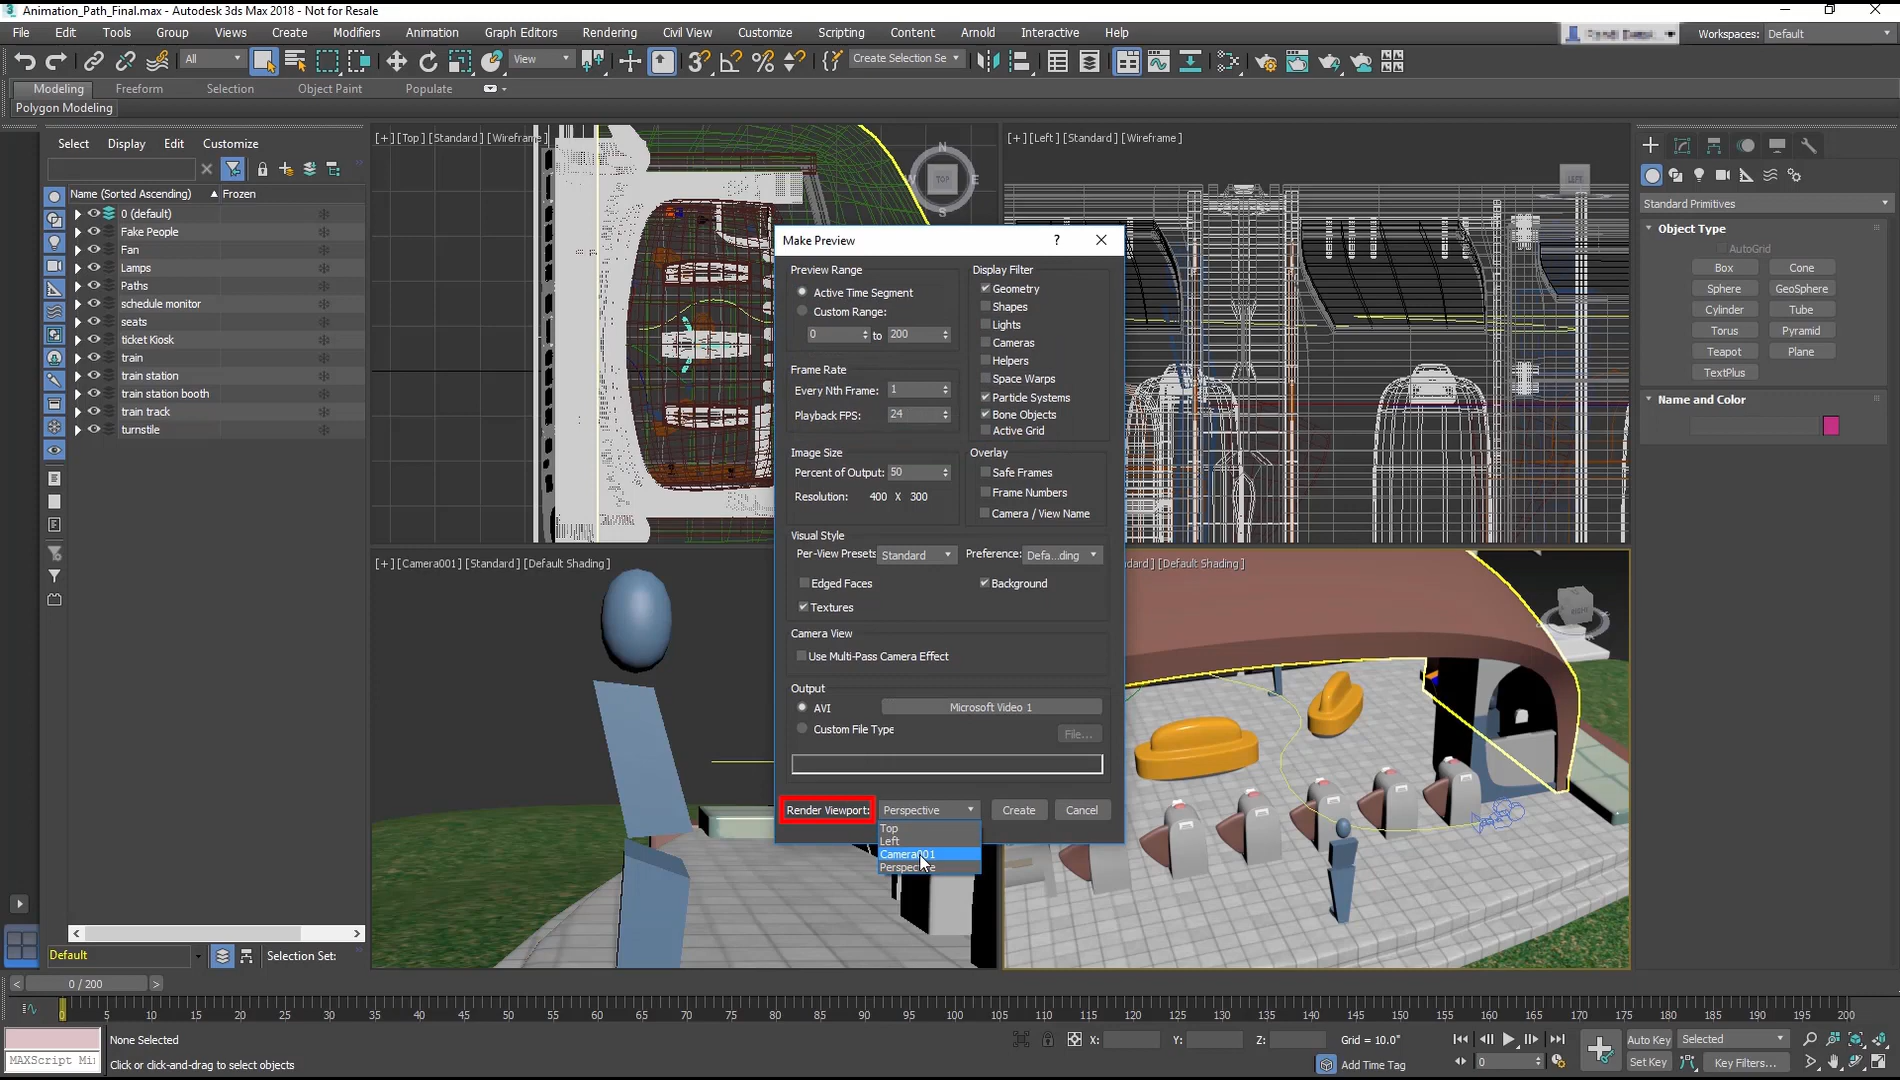 Animation_Path_Final.max - Autodesk 3ds Max 2018 - Not for Resale
File Edit Tools Group Views Create Modifiers Animation Graph Editors Rendering Civil View Customize Scripting Content Arnold Interactive Help
Workspaces: Default
All View Create Selection Se
Modeling Freeform Selection Object Paint Populate
Polygon Modeling
Select Display Edit Customize
Name (Sorted Ascending) Frozen
0 (default)
Fake People
Fan
Lamps
Paths
schedule monitor
seats
ticket Kiosk
train
train station
train station booth
train track
turnstile
Default
Selection Set:
[+] [Top] [Standard] [Wireframe]
N
W TOP E
S
[+] [Left] [Standard] [Wireframe]
LEFT
[+] [Camera001] [Standard] [Default Shading]
dard] [Default Shading]
RIGHT
Make Preview
?
Preview Range
Active Time Segment
Custom Range:
0 to 200
Frame Rate
Every Nth Frame: 1
Playback FPS: 24
Image Size
Percent of Output: 50
Resolution: 400 X 300
Display Filter
Geometry
Shapes
Lights
Cameras
Helpers
Space Warps
Particle Systems
Bone Objects
Active Grid
Overlay
Safe Frames
Frame Numbers
Camera / View Name
Visual Style
Per-View Presets Standard
Preference: Defa...ding
Edged Faces
Background
Textures
Camera View
Use Multi-Pass Camera Effect
Output
AVI
Microsoft Video 1
Custom File Type
File...
Render Viewport: Perspective Create Cancel
Top
Left
Camera001
Perspective
Standard Primitives
Object Type
AutoGrid
Box Cone
Sphere GeoSphere
Cylinder Tube
Torus Pyramid
Teapot Plane
TextPlus
Name and Color
< 0 / 200 >
0 5 10 15 20 25 30 35 40 45 50 55 60 65 70 75 80 85 90 95 100 105 110 115 120 125 130 135 140 145 150 155 160 165 170 175 180 185 190 195 200
None Selected
MAXScript Mi
Click or click-and-drag to select objects
X: Y: Z: Grid = 10.0"
Add Time Tag
0
Auto Key Selected
Set Key Key Filters...